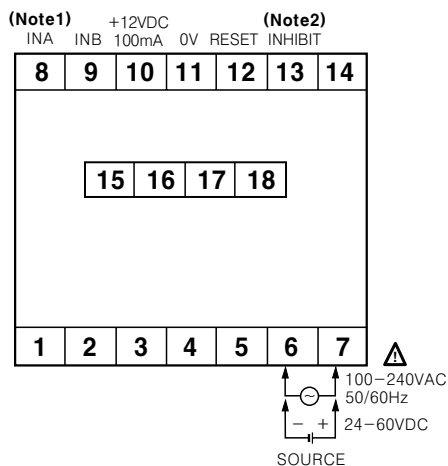 (Note1) (Note2)
INA INB +12VDC 100mA 0V RESET INHIBIT
8 9 10 11 12 13 14
15 16 17 18
1 2 3 4 5 6 7
100−240VAC
50/60Hz
− + 24−60VDC
SOURCE